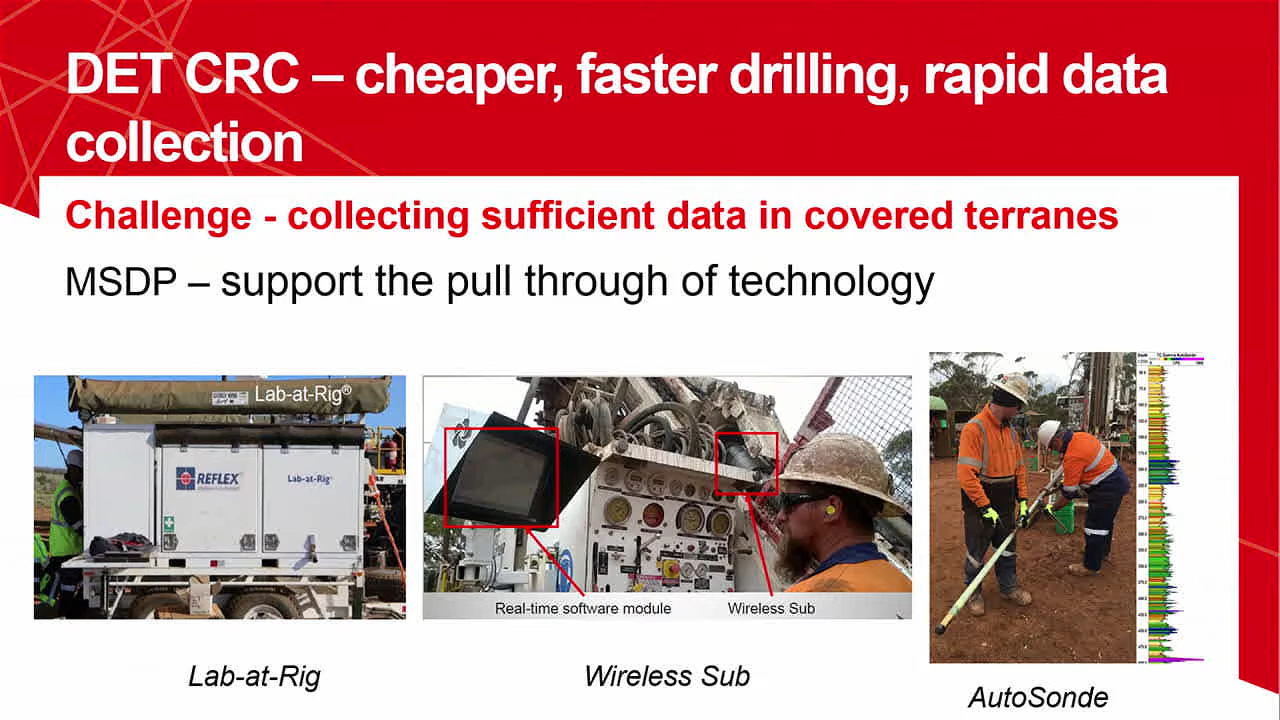 DET CRC – cheaper, faster drilling, rapid data
collection
Challenge - collecting sufficient data in covered terranes
MSDP – support the pull through of technology
Lab-at-Rig®
REFLEX
Lab-at-Rig®
Real-time software module
Wireless Sub
Lab-at-Rig
Wireless Sub
AutoSonde